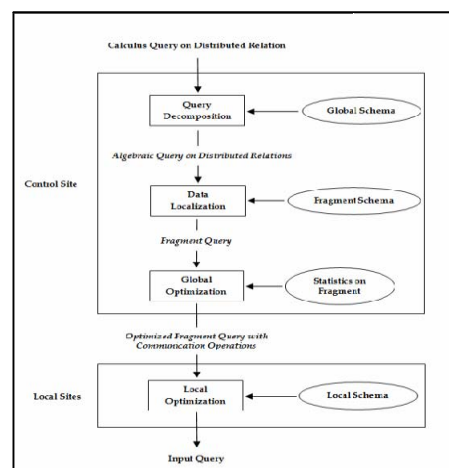 Calculus Query on Distributed Relation
Query
Decomposition
Global Schema
Algebraic Query on Distributed Relations
Control Site
Data
Localization
Fragment Schema
Fragment Query
Global
Optimization
Statistics on
Fragment
Optimized Fragment Query with
Communcation Operations
Local Sites
Local
Optimization
Local Schema
Input Query